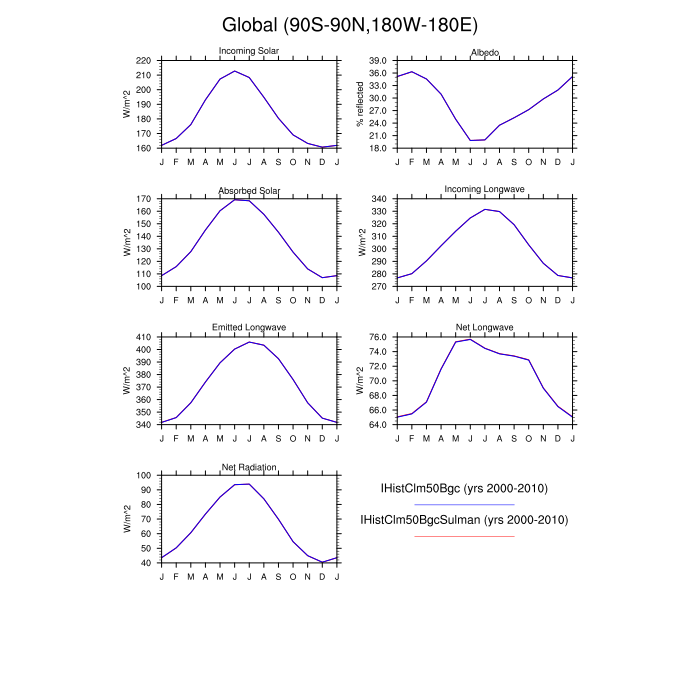 Global (90S-90N,180W-180E)
Incoming Solar
220
210
200
190
180
170
160
W/m^2
J F M A M J J A S O N D J
Albedo
39.0
36.0
33.0
30.0
27.0
24.0
21.0
18.0
% reflected
J F M A M J J A S O N D J
Absorbed Solar
170
160
150
140
130
120
110
100
W/m^2
J F M A M J J A S O N D J
Incoming Longwave
340
330
320
310
300
290
280
270
W/m^2
J F M A M J J A S O N D J
Emitted Longwave
410
400
390
380
370
360
350
340
W/m^2
J F M A M J J A S O N D J
Net Longwave
76.0
74.0
72.0
70.0
68.0
66.0
64.0
W/m^2
J F M A M J J A S O N D J
Net Radiation
100
90
80
70
60
50
40
W/m^2
J F M A M J J A S O N D J
IHistClm50Bgc (yrs 2000-2010)
IHistClm50BgcSulman (yrs 2000-2010)